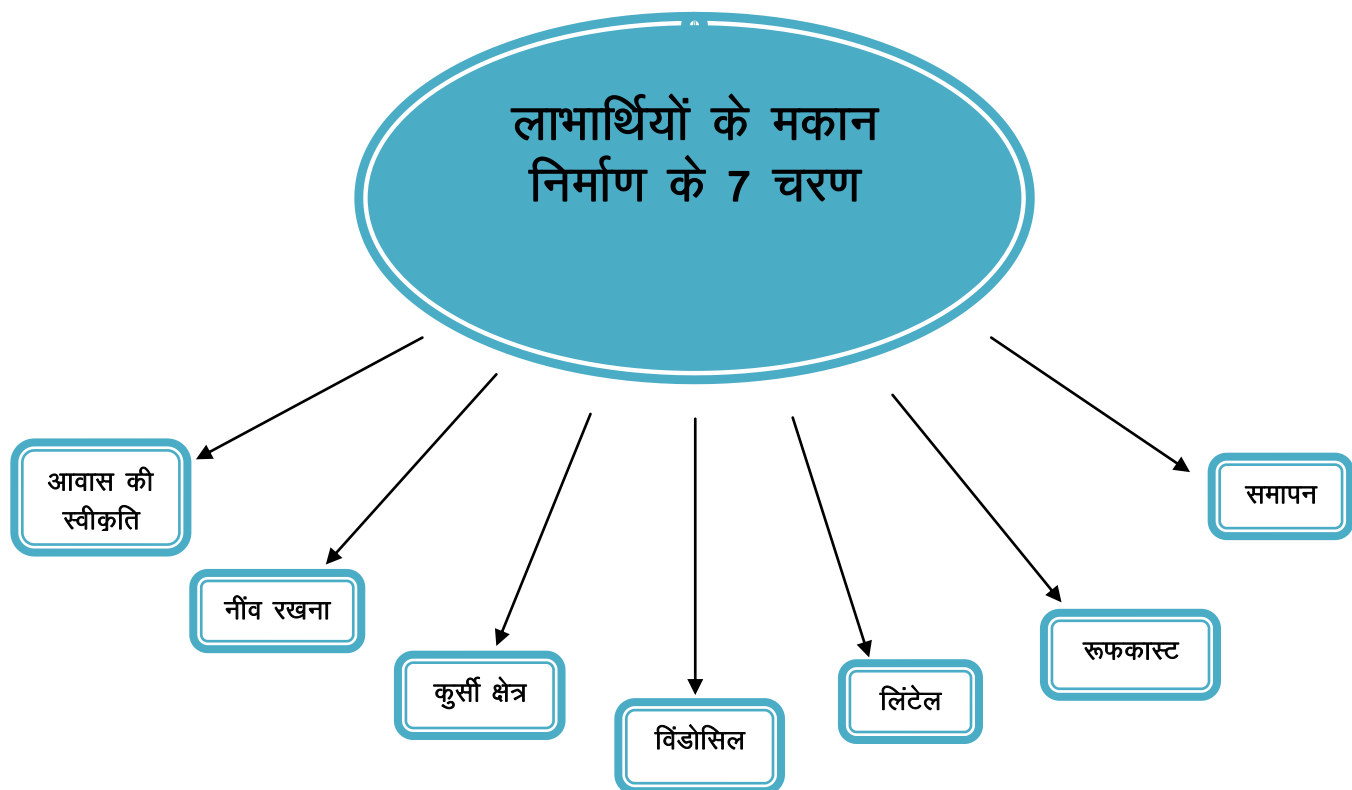 लाभार्थियों के मकान
निर्माण के 7 चरण
आवास की
स्वीकृति
नींव रखना
कुर्सी क्षेत्र
विंडोसिल
लिंटेल
रूफकास्ट
समापन